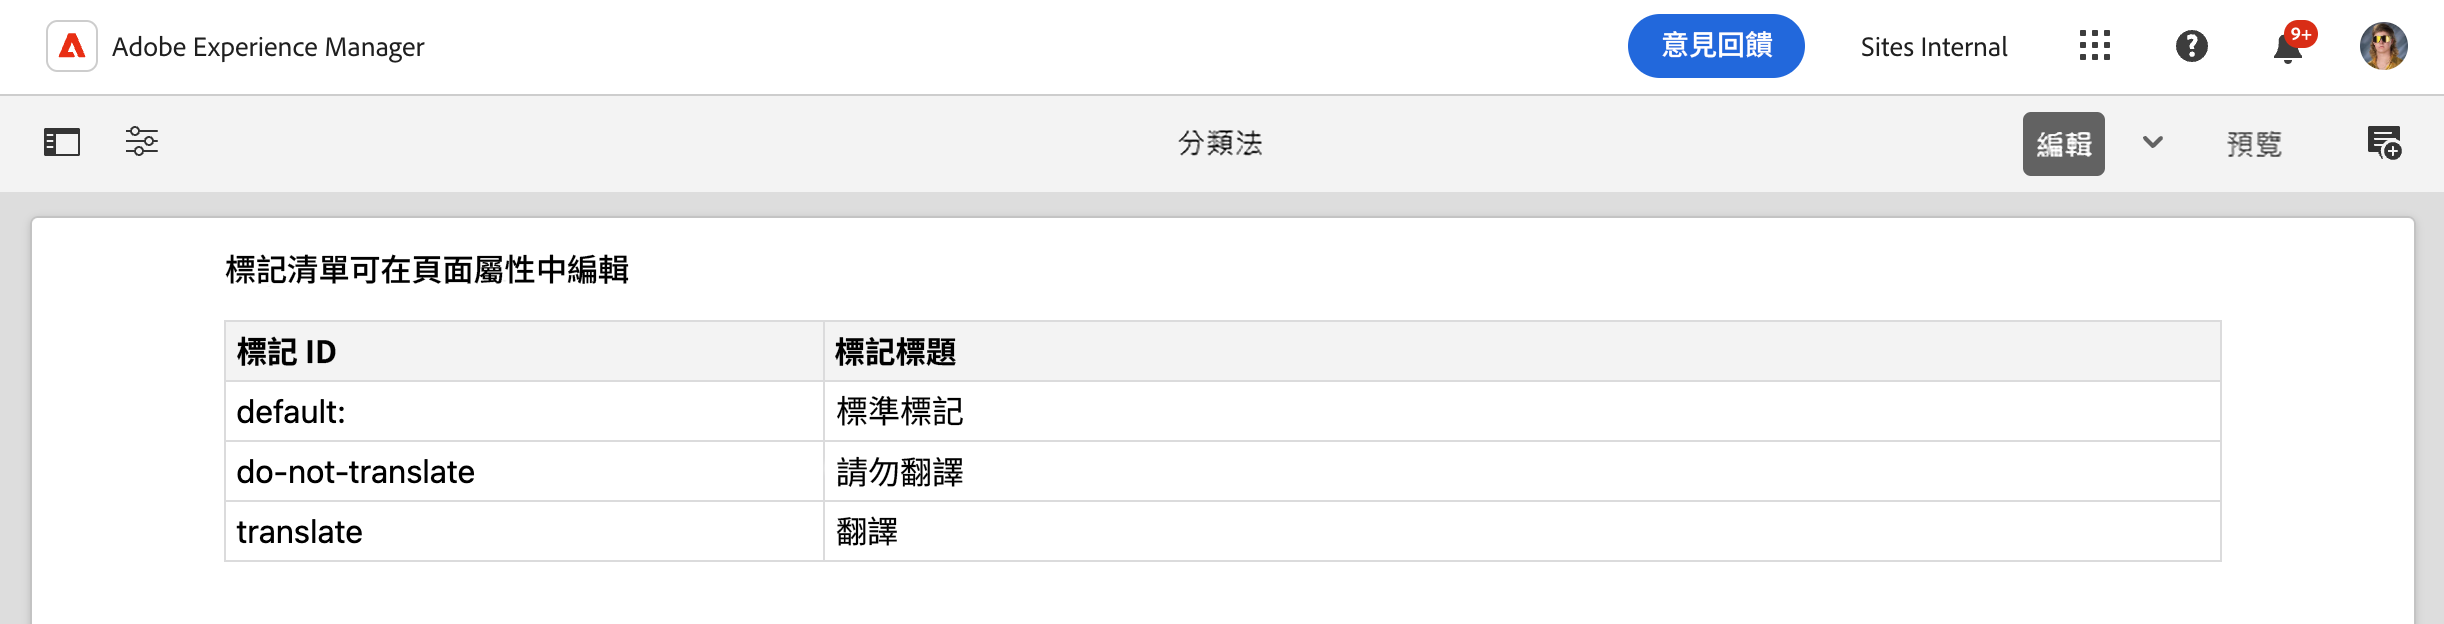 Adobe Experience Manager
意見回饋
Sites Internal
9+
分類法
編輯
預覽
標記清單可在頁面屬性中編輯
標記 ID 標記標題
default: 標準標記
do-not-translate 請勿翻譯
translate 翻譯